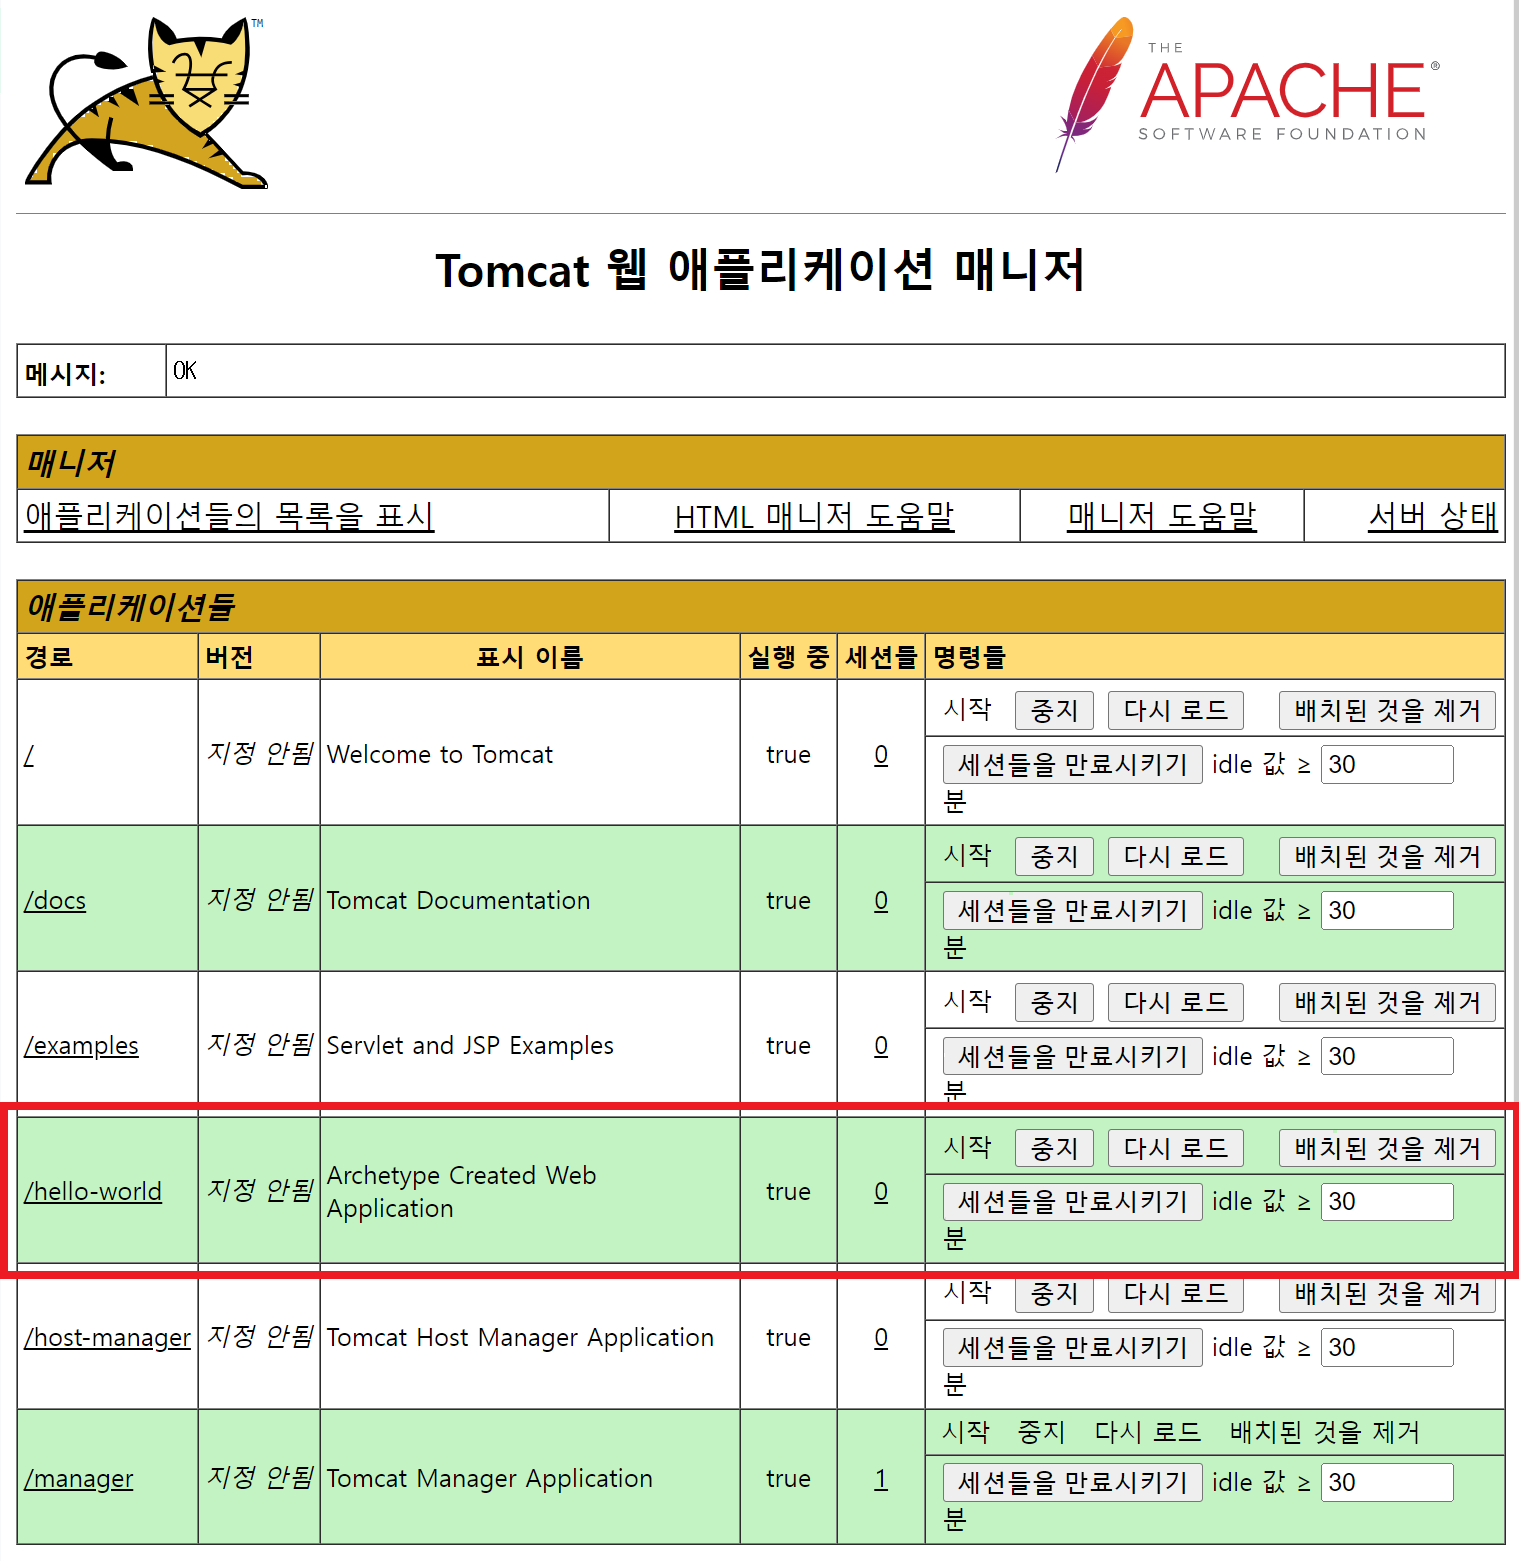 TM
THE
APACHE®
SOFTWARE FOUNDATION
Tomcat 웹 애플리케이션 매니저
메시지: OK
매니저
애플리케이션들의 목록을 표시 HTML 매니저 도움말 매니저 도움말 서버 상태
애플리케이션들
경로 버전 표시 이름 실행 중 세션들 명령들
/ 지정 안됨 Welcome to Tomcat true 0
시작 중지 다시 로드 배치된 것을 제거
세션들을 만료시키기 idle 값 ≥ 30
분
/docs 지정 안됨 Tomcat Documentation true 0
시작 중지 다시 로드 배치된 것을 제거
세션들을 만료시키기 idle 값 ≥ 30
분
/examples 지정 안됨 Servlet and JSP Examples true 0
시작 중지 다시 로드 배치된 것을 제거
세션들을 만료시키기 idle 값 ≥ 30
분
/hello-world 지정 안됨 Archetype Created Web
Application true 0
시작 중지 다시 로드 배치된 것을 제거
세션들을 만료시키기 idle 값 ≥ 30
분
/host-manager 지정 안됨 Tomcat Host Manager Application true 0
시작 중지 다시 로드 배치된 것을 제거
세션들을 만료시키기 idle 값 ≥ 30
분
/manager 지정 안됨 Tomcat Manager Application true 1
시작 중지 다시 로드 배치된 것을 제거
세션들을 만료시키기 idle 값 ≥ 30
분